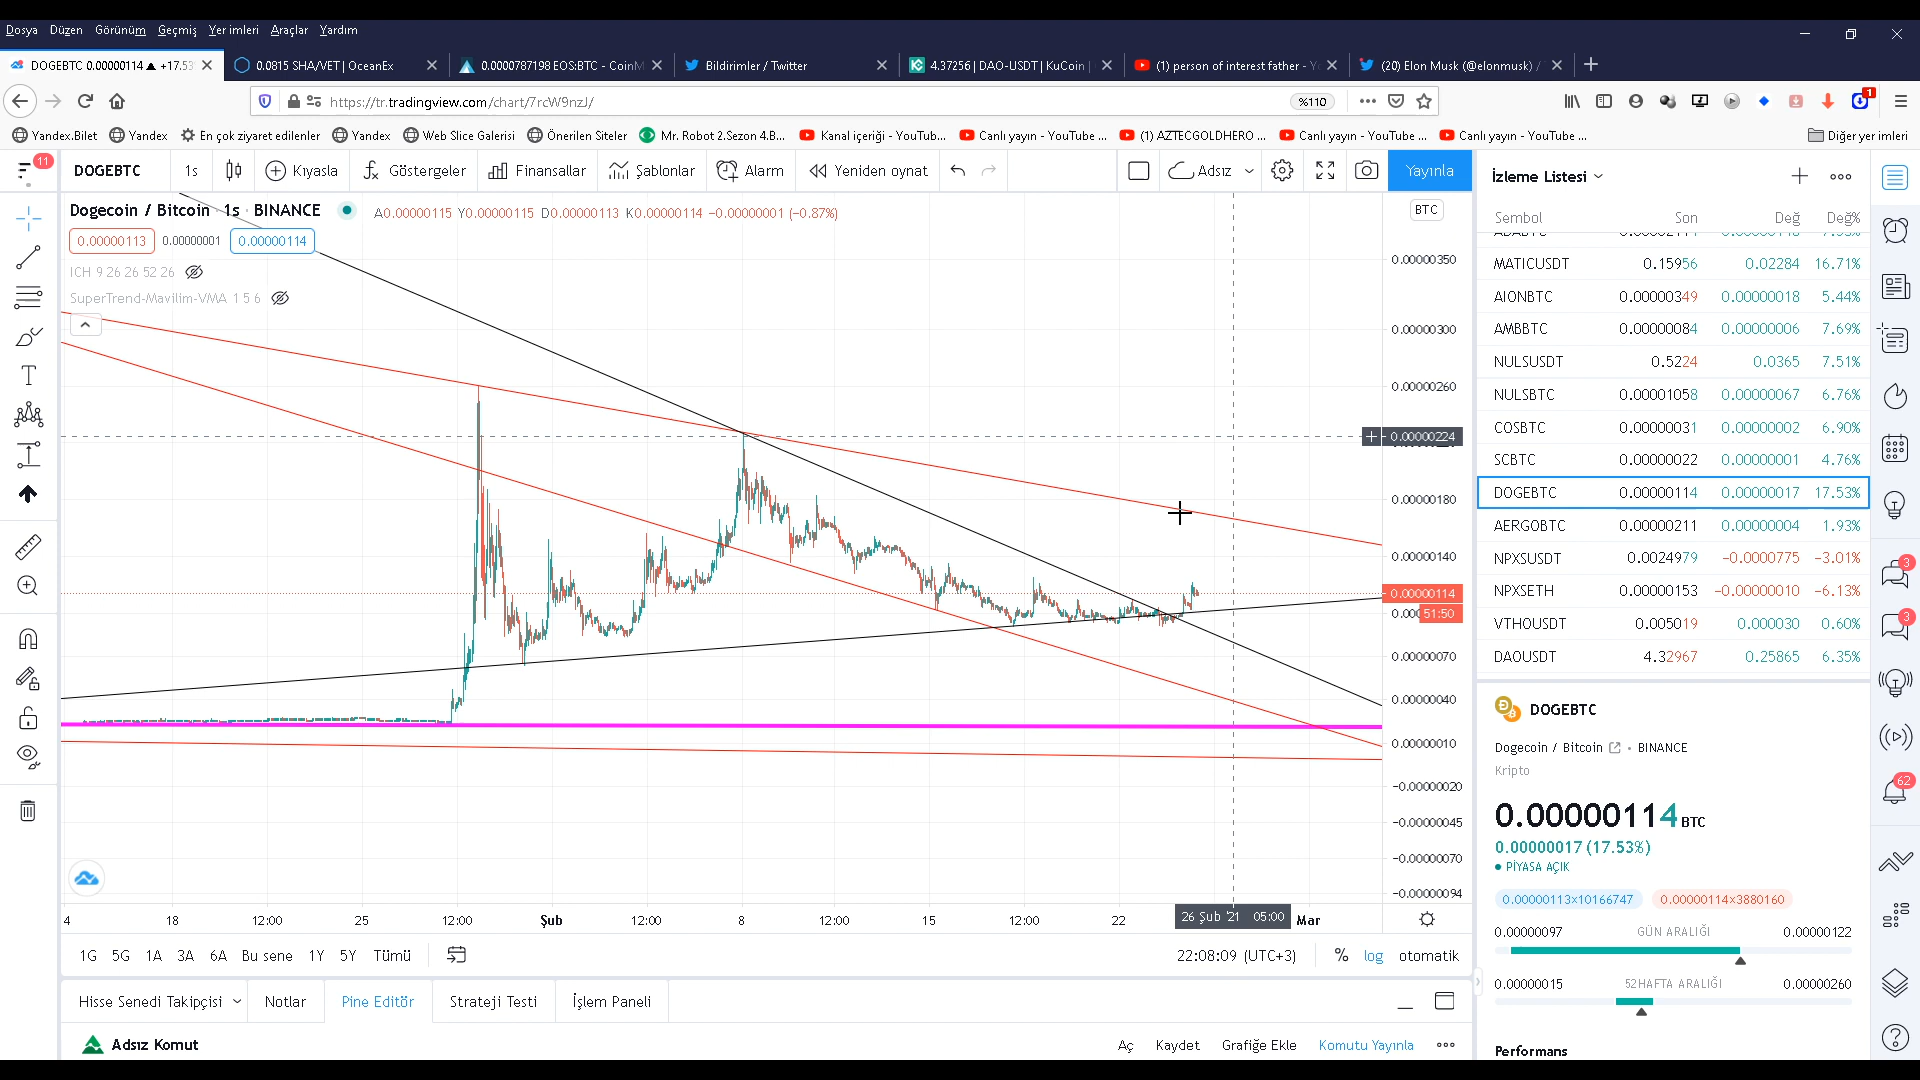 Dosya Düzen Görünüm Geçmiş Yer imleri Araçlar Yardım
DOGEBTC 0.00000114 ▲ +17.53 0.0815 SHA/VET | OceanEx 0.0000787198 EOS:BTC - CoinM Bildirimler / Twitter 4.37256 | DAO-USDT | KuCoin | (1) person of interest father - Yo (20) Elon Musk (@elonmusk) / T
https://tr.tradingview.com/chart/7rcW9nzJ/ %110 1
Yandex.Bilet Yandex En çok ziyaret edilenler Yandex Web Slice Galerisi Önerilen Siteler Mr. Robot 2.Sezon 4.B... Kanal içeriği - YouTub... Canlı yayın - YouTube ... (1) AZTECGOLDHERO ... Canlı yayın - YouTube ... Canlı yayın - YouTube ... Diğer yer imleri
11 DOGEBTC 1s Kıyasla Göstergeler Finansallar Şablonlar Alarm Yeniden oynat Adsız Yayınla
Dogecoin / Bitcoin · 1s · BINANCE A0.00000115 Y0.00000115 D0.00000113 K0.00000114 −0.00000001 (−0.87%)
0.00000113 0.00000001 0.00000114
ICH 9 26 26 52 26
SuperTrend-Mavilim-VMA 1 5 6
BTC
0.00000350
0.00000300
0.00000260
0.00000224
0.00000180
0.00000140
0.00000114
51:50
0.00000070
0.00000040
0.00000010
−0.00000020
−0.00000045
−0.00000070
−0.00000094
4 18 12:00 25 12:00 Şub 12:00 8 12:00 15 12:00 22 26 Şub '21 05:00 Mar
1G 5G 1A 3A 6A Bu sene 1Y 5Y Tümü 22:08:09 (UTC+3) % log otomatik
Hisse Senedi Takipçisi Notlar Pine Editör Strateji Testi İşlem Paneli
Adsız Komut Aç Kaydet Grafiğe Ekle Komutu Yayınla
İzleme Listesi
Sembol Son Değ Değ%
MATICUSDT 0.15956 0.02284 16.71%
AIONBTC 0.00000349 0.00000018 5.44%
AMBBTC 0.00000084 0.00000006 7.69%
NULSUSDT 0.5224 0.0365 7.51%
NULSBTC 0.00001058 0.00000067 6.76%
COSBTC 0.00000031 0.00000002 6.90%
SCBTC 0.00000022 0.00000001 4.76%
DOGEBTC 0.00000114 0.00000017 17.53%
AERGOBTC 0.00000211 0.00000004 1.93%
NPXSUSDT 0.0024979 −0.0000775 −3.01%
NPXSETH 0.00000153 −0.00000010 −6.13%
VTHOUSDT 0.005019 0.000030 0.60%
DAOUSDT 4.32967 0.25865 6.35%
DOGEBTC
Dogecoin / Bitcoin • BINANCE
Kripto
0.00000114 BTC
0.00000017 (17.53%)
• PİYASA AÇIK
0.00000113×10166747 0.00000114×3880160
0.00000097 GÜN ARALIĞI 0.00000122
0.00000015 52HAFTA ARALIĞI 0.00000260
Performans
3
3
62